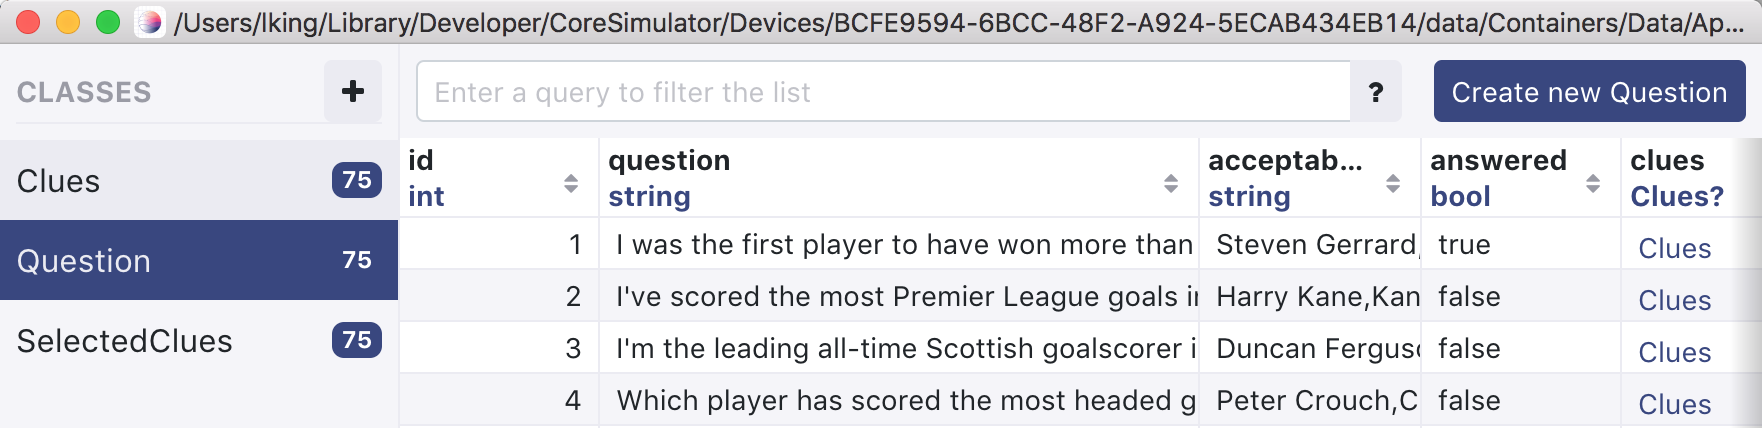 /Users/lking/Library/Developer/CoreSimulator/Devices/BCFE9594-6BCC-48F2-A924-5ECAB434EB14/data/Containers/Data/Ap...
CLASSES +
Enter a query to filter the list ? Create new Question
Clues 75
Question 75
SelectedClues 75
id question acceptab... answered clues
int string string bool Clues?
1 I was the first player to have won more than Steven Gerrard, true Clues
2 I've scored the most Premier League goals in Harry Kane,Kan false Clues
3 I'm the leading all-time Scottish goalscorer i Duncan Ferguso false Clues
4 Which player has scored the most headed g Peter Crouch,C false Clues